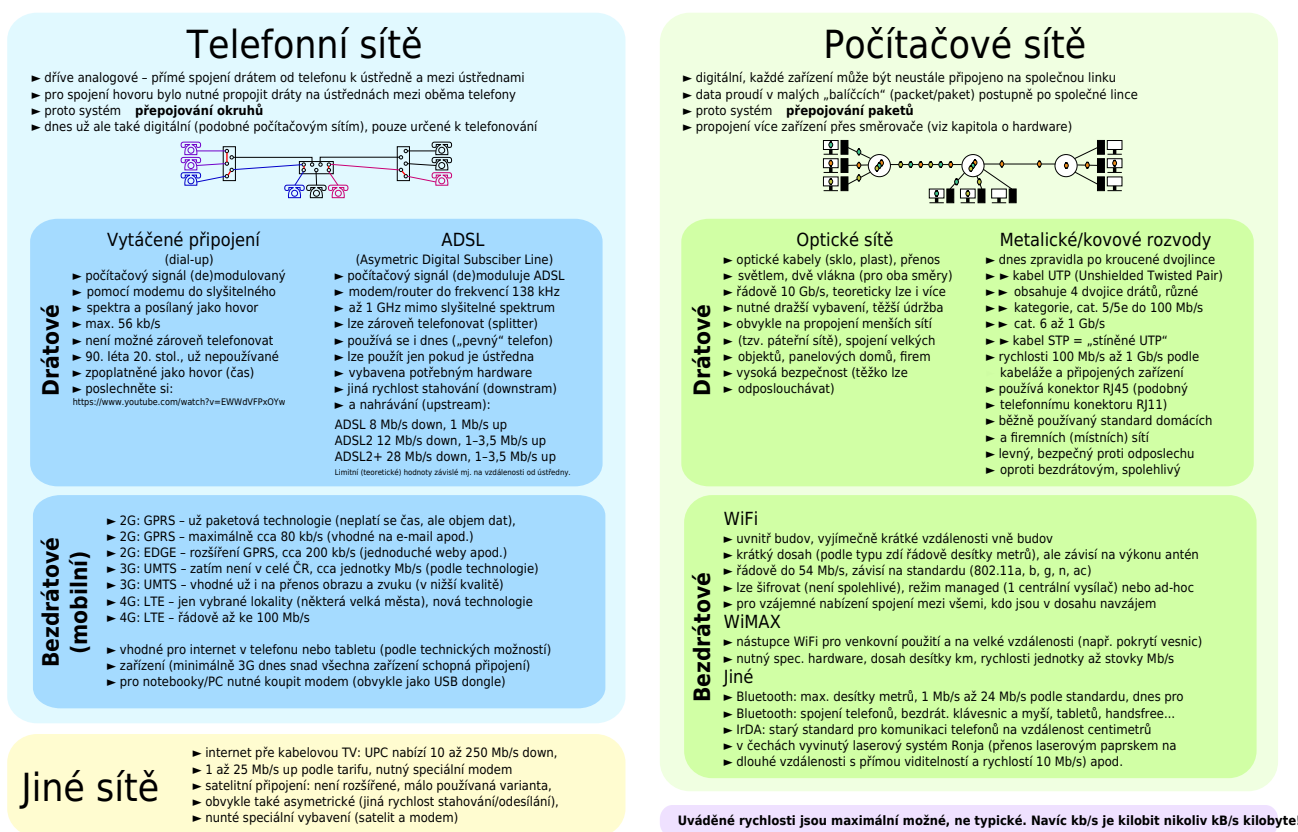 Telefonní sítě
► dříve analogové – přímé spojení drátem od telefonu k ústředně a mezi ústřednami
► pro spojení hovoru bylo nutné propojit dráty na ústřednách mezi oběma telefony
► proto systém přepojování okruhů
► dnes už ale také digitální (podobné počítačovým sítím), pouze určené k telefonování
Drátové
Vytáčené připojení
(dial-up)
► počítačový signál (de)modulovaný
► pomocí modemu do slyšitelného
► spektra a posílaný jako hovor
► max. 56 kb/s
► není možné zároveň telefonovat
► 90. léta 20. stol., už nepoužívané
► zpoplatněné jako hovor (čas)
► poslechněte si:
https://www.youtube.com/watch?v=EWWdVFPxOYw
ADSL
(Asymetric Digital Subsciber Line)
► počítačový signál (de)moduluje ADSL
► modem/router do frekvencí 138 kHz
► až 1 GHz mimo slyšitelné spektrum
► lze zároveň telefonovat (splitter)
► používá se i dnes („pevný“ telefon)
► lze použít jen pokud je ústředna
► vybavena potřebným hardware
► jiná rychlost stahování (downstram)
► a nahrávání (upstream):
ADSL 8 Mb/s down, 1 Mb/s up
ADSL2 12 Mb/s down, 1–3,5 Mb/s up
ADSL2+ 28 Mb/s down, 1–3,5 Mb/s up
Limitní (teoretické) hodnoty závislé mj. na vzdálenosti od ústředny.
Bezdrátové
(mobilní)
► 2G: GPRS – už paketová technologie (neplatí se čas, ale objem dat),
► 2G: GPRS – maximálně cca 80 kb/s (vhodné na e-mail apod.)
► 2G: EDGE – rozšíření GPRS, cca 200 kb/s (jednoduché weby apod.)
► 3G: UMTS – zatím není v celé ČR, cca jednotky Mb/s (podle technologie)
► 3G: UMTS – vhodné už i na přenos obrazu a zvuku (v nižší kvalitě)
► 4G: LTE – jen vybrané lokality (některá velká města), nová technologie
► 4G: LTE – řádově až ke 100 Mb/s
► vhodné pro internet v telefonu nebo tabletu (podle technických možností)
► zařízení (minimálně 3G dnes snad všechna zařízení schopná připojení)
► pro notebooky/PC nutné koupit modem (obvykle jako USB dongle)
Jiné sítě
► internet pře kabelovou TV: UPC nabízí 10 až 250 Mb/s down,
► 1 až 25 Mb/s up podle tarifu, nutný speciální modem
► satelitní připojení: není rozšířené, málo používaná varianta,
► obvykle také asymetrické (jiná rychlost stahování/odesílání),
► nunté speciální vybavení (satelit a modem)
Počítačové sítě
► digitální, každé zařízení může být neustále připojeno na společnou linku
► data proudí v malých „balíčcích“ (packet/paket) postupně po společné lince
► proto systém přepojování paketů
► propojení více zařízení přes směrovače (viz kapitola o hardware)
Drátové
Optické sítě
► optické kabely (sklo, plast), přenos
► světlem, dvě vlákna (pro oba směry)
► řádově 10 Gb/s, teoreticky lze i více
► nutné dražší vybavení, těžší údržba
► obvykle na propojení menších sítí
► (tzv. páteřní sítě), spojení velkých
► objektů, panelových domů, firem
► vysoká bezpečnost (těžko lze
► odposlouchávat)
Metalické/kovové rozvody
► dnes zpravidla po kroucené dvojlince
► ► kabel UTP (Unshielded Twisted Pair)
► ► obsahuje 4 dvojice drátů, různé
► ► kategorie, cat. 5/5e do 100 Mb/s
► ► cat. 6 až 1 Gb/s
► ► kabel STP = „stíněné UTP“
► rychlosti 100 Mb/s až 1 Gb/s podle
kabeláže a připojených zařízení
► používá konektor RJ45 (podobný
► telefonnímu konektoru RJ11)
► běžně používaný standard domácích
► a firemních (místních) sítí
► levný, bezpečný proti odposlechu
► oproti bezdrátovým, spolehlivý
Bezdrátové
WiFi
► uvnitř budov, vyjímečně krátké vzdálenosti vně budov
► krátký dosah (podle typu zdí řádově desítky metrů), ale závisí na výkonu antén
► řádově do 54 Mb/s, závisí na standardu (802.11a, b, g, n, ac)
► lze šifrovat (není spolehlivé), režim managed (1 centrální vysílač) nebo ad-hoc
► pro vzájemné nabízení spojení mezi všemi, kdo jsou v dosahu navzájem
WiMAX
► nástupce WiFi pro venkovní použití a na velké vzdálenosti (např. pokrytí vesnic)
► nutný spec. hardware, dosah desítky km, rychlosti jednotky až stovky Mb/s
Jiné
► Bluetooth: max. desítky metrů, 1 Mb/s až 24 Mb/s podle standardu, dnes pro
► Bluetooth: spojení telefonů, bezdrát. klávesnic a myší, tabletů, handsfree...
► IrDA: starý standard pro komunikaci telefonů na vzdálenost centimetrů
► v čechách vyvinutý laserový systém Ronja (přenos laserovým paprskem na
► dlouhé vzdálenosti s přímou viditelností a rychlostí 10 Mb/s) apod.
Uváděné rychlosti jsou maximální možné, ne typické. Navíc kb/s je kilobit nikoliv kB/s kilobyte